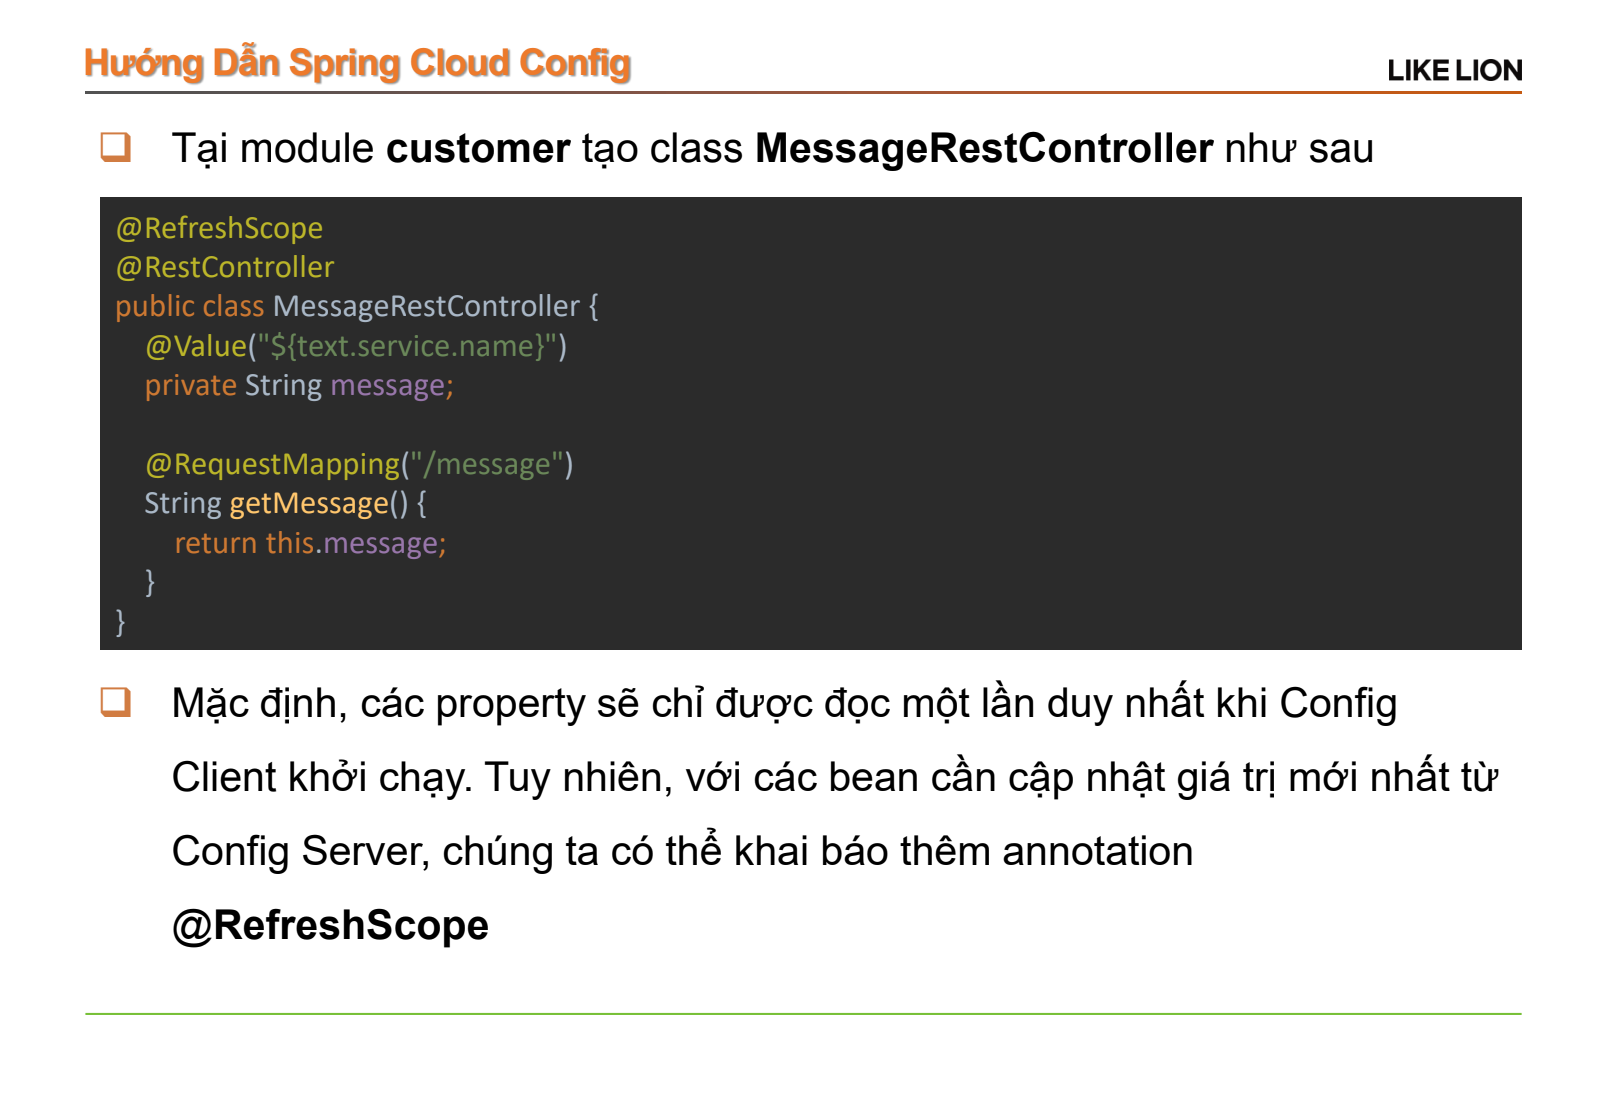 Hướng Dẫn Spring Cloud Config
LIKE LION
Tại module customer tạo class MessageRestController như sau
@RefreshScope
@RestController
public class MessageRestController {
@Value("${text.service.name}")
private String message;
@RequestMapping("/message")
String getMessage() {
return this.message;
}
}
Mặc định, các property sẽ chỉ được đọc một lần duy nhất khi Config
Client khởi chạy. Tuy nhiên, với các bean cần cập nhật giá trị mới nhất từ
Config Server, chúng ta có thể khai báo thêm annotation
@RefreshScope